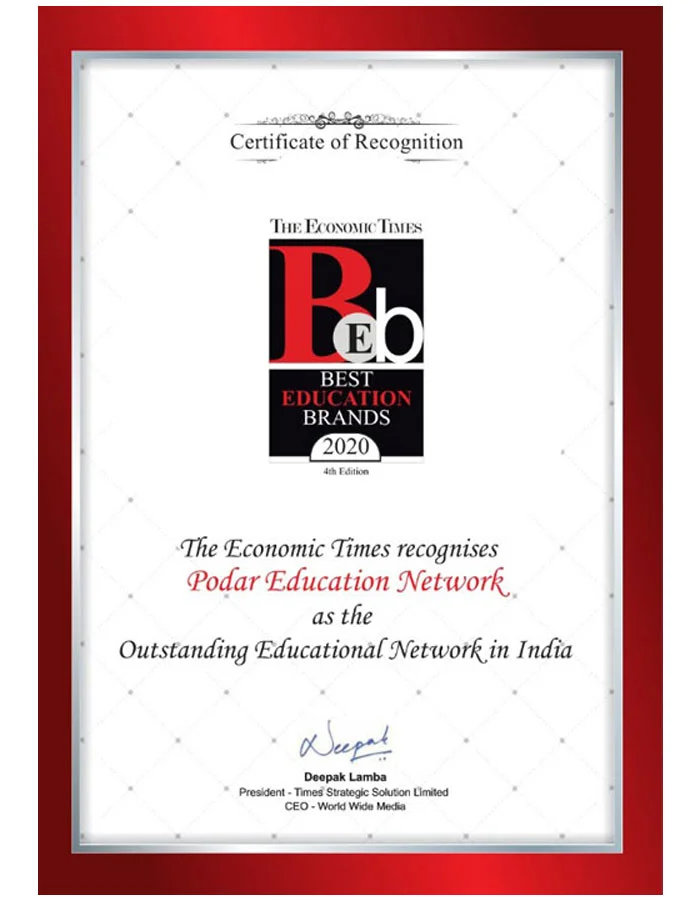 Certificate of Recognition
THE ECONOMIC TIMES
BEb
BEST
EDUCATION
BRANDS
2020
4th Edition
The Economic Times recognises
Podar Education Network
as the
Outstanding Educational Network in India
Deepak
Deepak Lamba
President - Times Strategic Solution Limited
CEO - World Wide Media